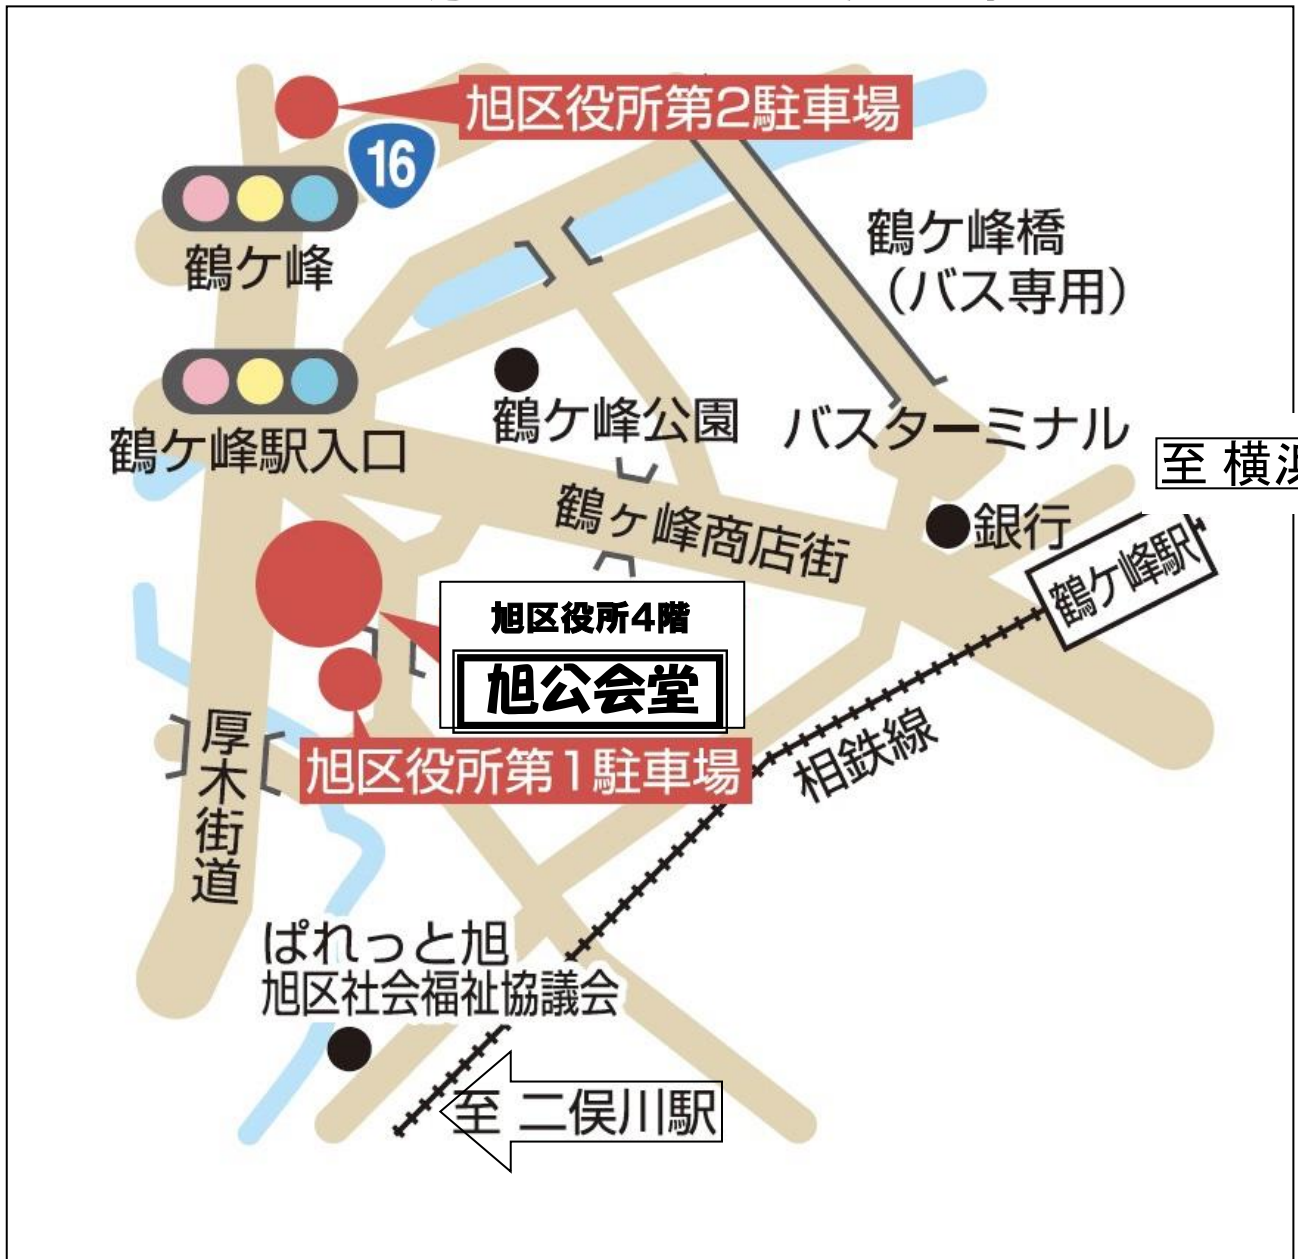 旭区役所第2駐車場
16
鶴ケ峰
鶴ケ峰橋
（バス専用）
鶴ケ峰駅入口
鶴ケ峰公園
バスターミナル
至 横浜
鶴ヶ峰商店街
銀行
鶴ケ峰駅
旭区役所4階
旭公会堂
厚木街道
旭区役所第1駐車場
相鉄線
ぱれっと旭
旭区社会福祉協議会
至 二俣川駅